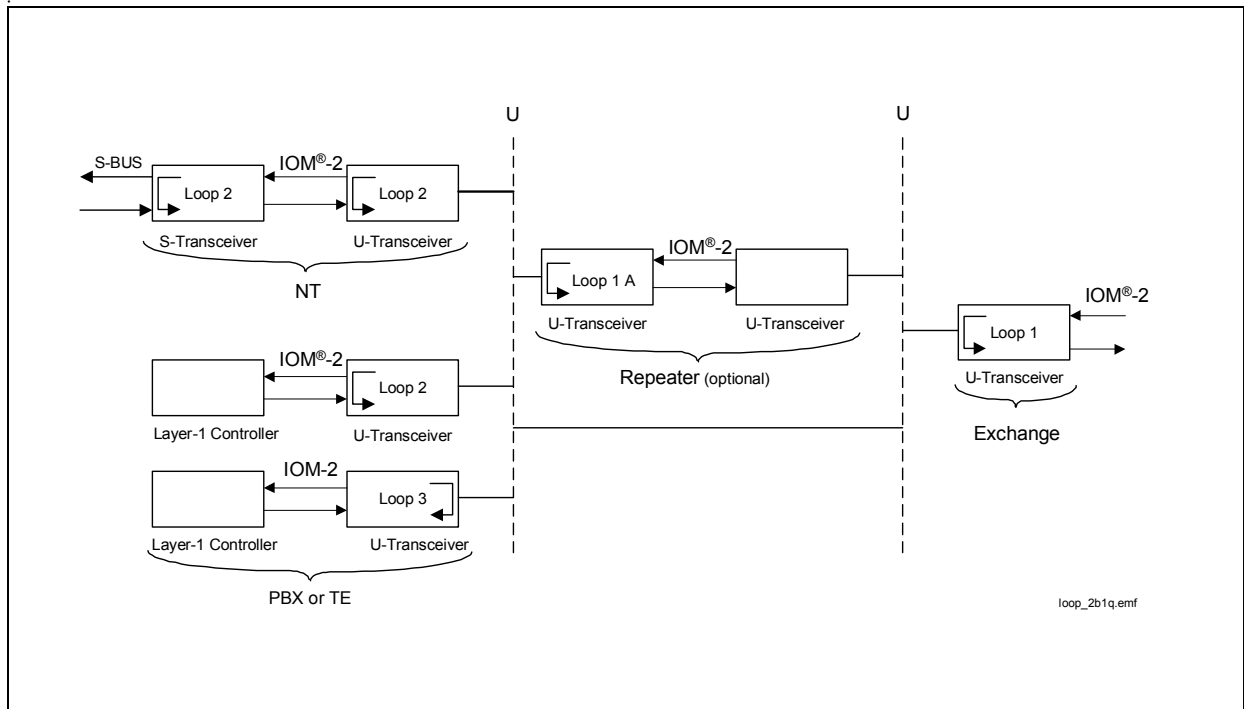 U
U
S-BUS
IOM®-2
Loop 2
Loop 2
S-Transceiver
U-Transceiver
NT
IOM®-2
Loop 1 A
U-Transceiver
U-Transceiver
Repeater (optional)
IOM®-2
Loop 1
U-Transceiver
Exchange
IOM®-2
Loop 2
Layer-1 Controller
U-Transceiver
IOM-2
Loop 3
Layer-1 Controller
U-Transceiver
PBX or TE
loop_2b1q.emf